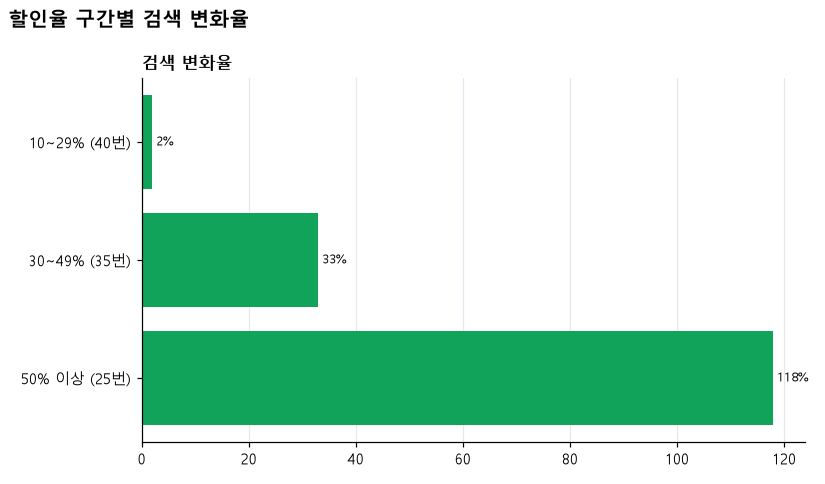 할인율 구간별 검색 변화율
검색 변화율
10~29% (40번)
2%
30~49% (35번)
33%
50% 이상 (25번)
118%
0 20 40 60 80 100 120